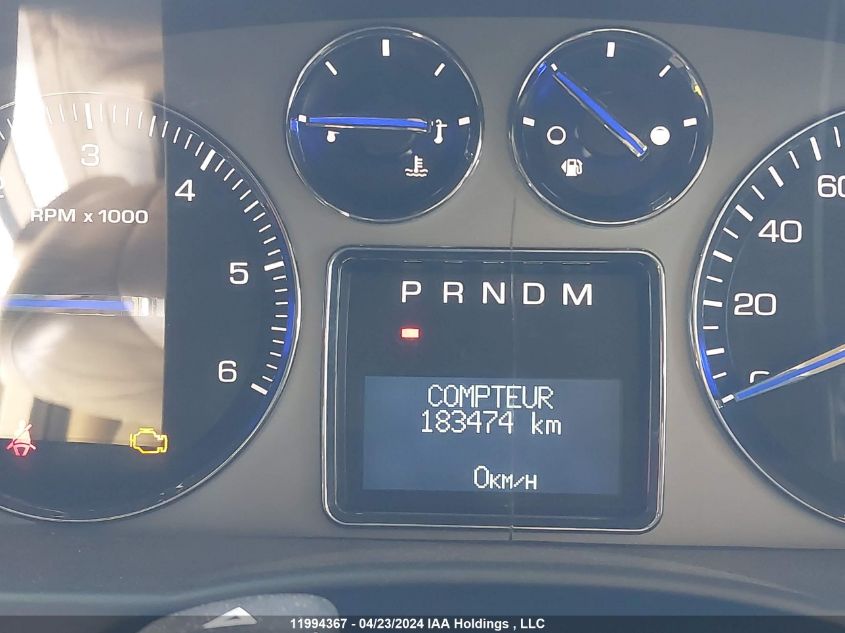 2
3
4
5
6
RPM x 1000
P R N D M
COMPTEUR
183474 km
0KM/H
60
40
20
11994367 - 04/23/2024 IAA Holdings , LLC